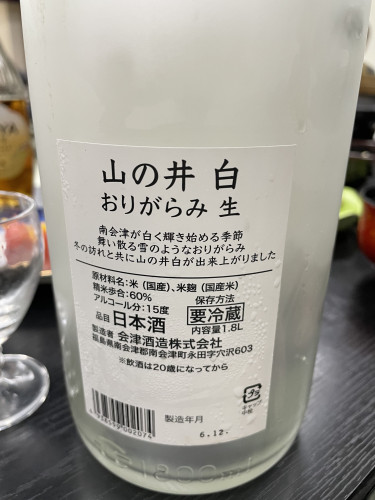 山の井 白
おりがらみ 生
南会津が白く輝き始める季節
舞い散る雪のようなおりがらみ
冬の訪れと共に山の井白が出来上がりました
原材料名:米(国産)、米麹(国産米)
精米歩合:60%
アルコール分:15度
保存方法
要冷蔵
品目 日本酒
内容量1.8L
製造者 会津酒造株式会社
福島県南会津郡南会津町永田字穴沢603
※飲酒は20歳になってから
製造年月
6.12.